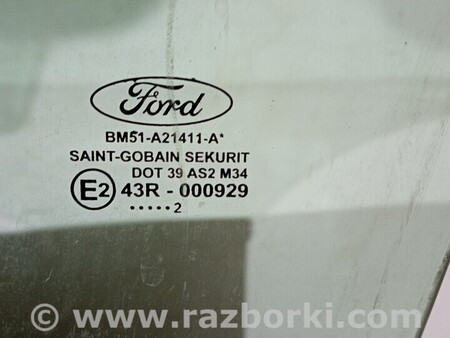 Ford
BM51-A21411-A*
SAINT-GOBAIN SEKURIT
DOT 39 AS2 M34
E2 43R - 000929
·····2
© www.razborki.com